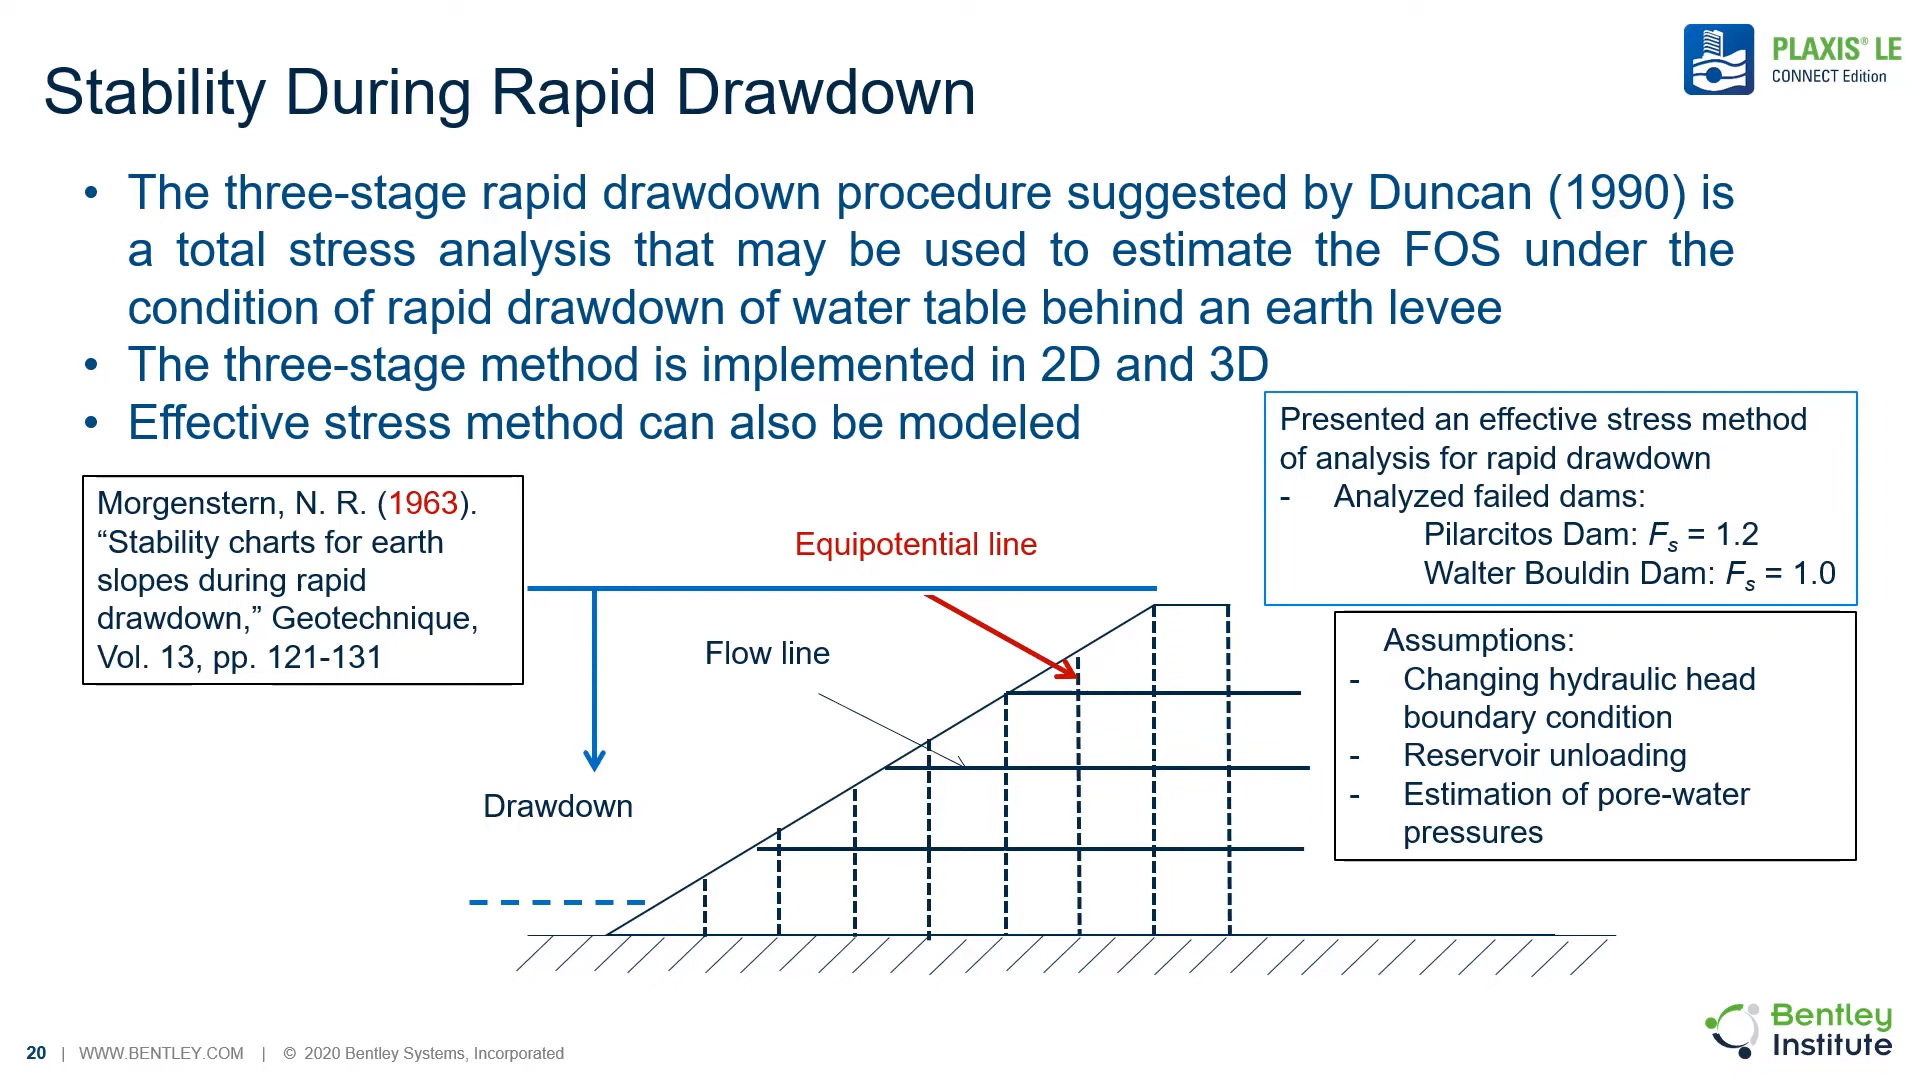 PLAXIS® LE
CONNECT Edition
Stability During Rapid Drawdown
• The three-stage rapid drawdown procedure suggested by Duncan (1990) is
a total stress analysis that may be used to estimate the FOS under the
condition of rapid drawdown of water table behind an earth levee
• The three-stage method is implemented in 2D and 3D
• Effective stress method can also be modeled
Presented an effective stress method
of analysis for rapid drawdown
- Analyzed failed dams:
Pilarcitos Dam: Fs = 1.2
Walter Bouldin Dam: Fs = 1.0
Morgenstern, N. R. (1963).
“Stability charts for earth
slopes during rapid
drawdown,” Geotechnique,
Vol. 13, pp. 121-131
Equipotential line
Flow line
Drawdown
Assumptions:
- Changing hydraulic head
boundary condition
- Reservoir unloading
- Estimation of pore-water
pressures
20 | WWW.BENTLEY.COM | © 2020 Bentley Systems, Incorporated
Bentley
Institute